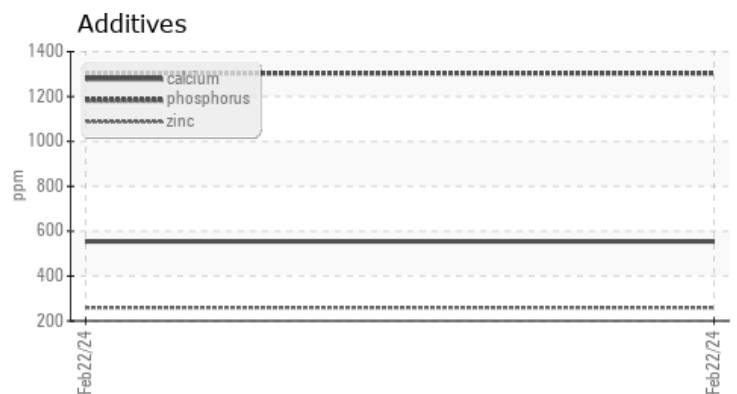 Additives
1400
1200
1000
800
600
400
200
ppm
calcium
phosphorus
zinc
Feb22/24
Feb22/24